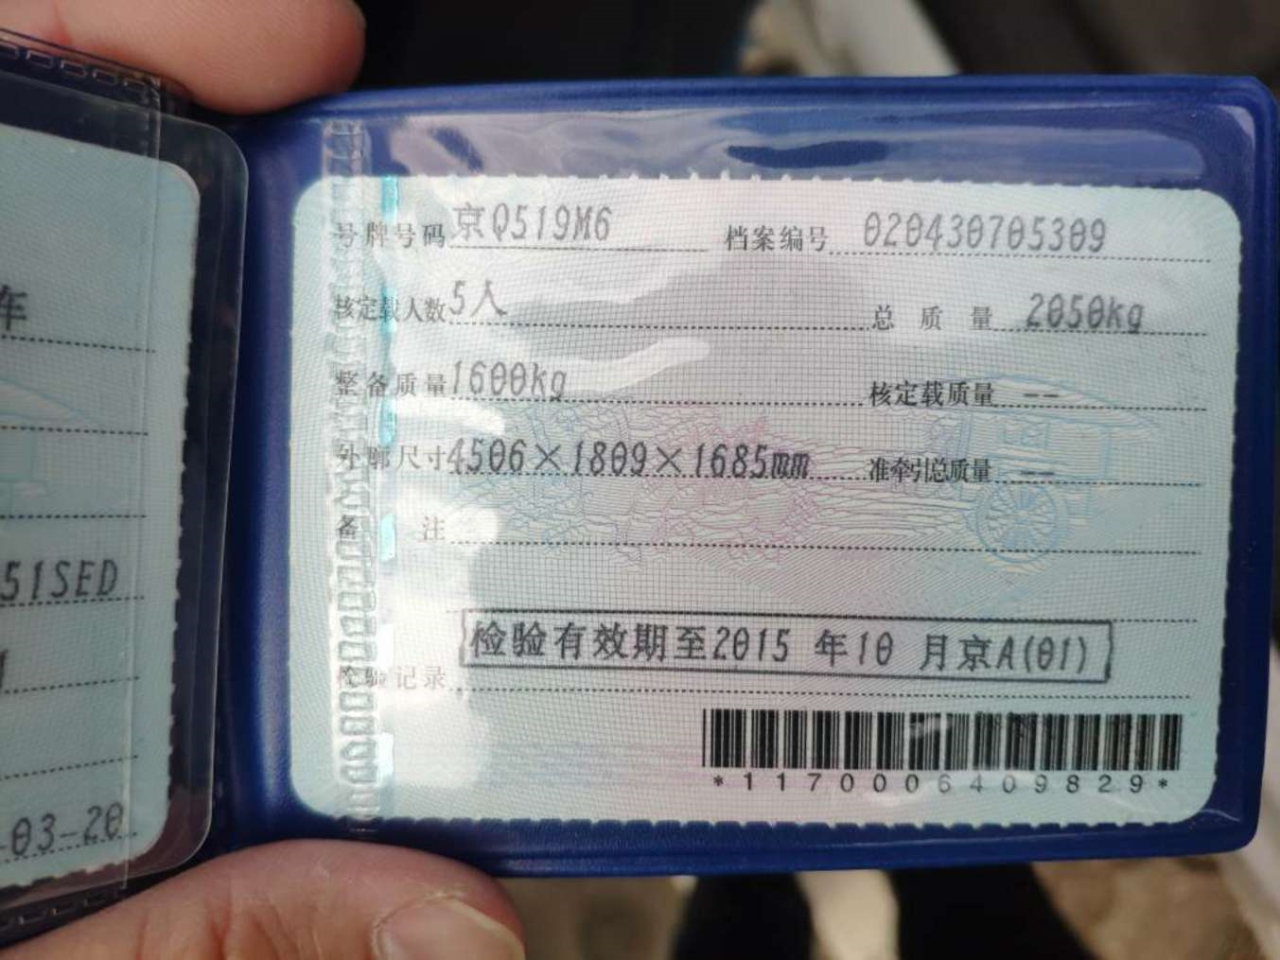 车
51SED
-03-20
号牌号码 京Q519M6 档案编号 020430705309
核定载人数 5人 总质量 2050kg
整备质量 1600kg 核定载质量 --
外廓尺寸 4506×1809×1685mm 准牵引总质量 --
备注
检验有效期至2015 年10 月京A(01)
检验记录
*1170006409829*